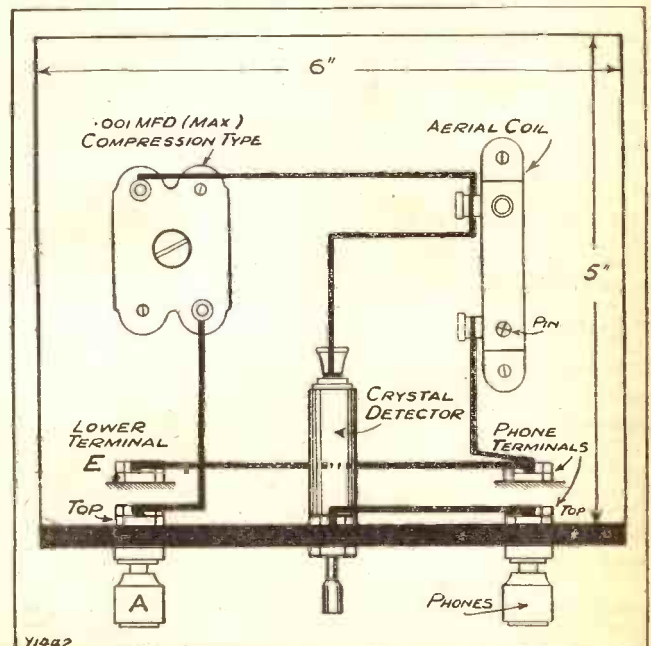 6"
.001 MFD (MAX)
COMPRESSION TYPE
AERIAL COIL
5"
PIN
CRYSTAL
DETECTOR
LOWER
TERMINAL
E
PHONE
TERMINALS
TOP
TOP
A
PHONES
Y1442